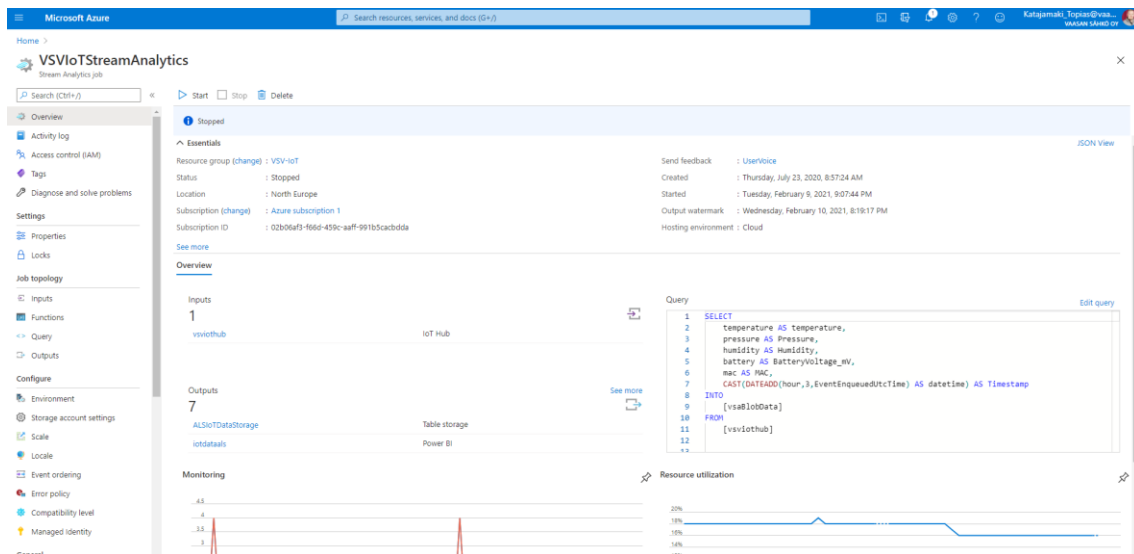 Microsoft Azure
Search resources, services, and docs (G+/)
1
Katajamaki_Topias@vaa...
VAASAN SÄHKÖ OY
Home >
VSVIoTStreamAnalytics
Stream Analytics job
Search (Ctrl+/)
«
Start Stop Delete
Overview
Activity log
Access control (IAM)
Tags
Diagnose and solve problems
Settings
Properties
Locks
Job topology
Inputs
Functions
Query
Outputs
Configure
Environment
Storage account settings
Scale
Locale
Event ordering
Error policy
Compatibility level
Managed Identity
General
Stopped
Essentials
JSON View
Resource group (change) : VSV-IoT
Status : Stopped
Location : North Europe
Subscription (change) : Azure subscription 1
Subscription ID : 02b06af3-f66d-459c-aaff-991b5cacbdda
See more
Send feedback : UserVoice
Created : Thursday, July 23, 2020, 8:57:24 AM
Started : Tuesday, February 9, 2021, 9:07:44 PM
Output watermark : Wednesday, February 10, 2021, 8:19:17 PM
Hosting environment : Cloud
Overview
Inputs
1
vsviothub IoT Hub
Outputs
See more
7
ALSIoTDataStorage Table storage
iotdataals Power BI
Query
Edit query
1 SELECT
2 temperature AS temperature,
3 pressure AS Pressure,
4 humidity AS Humidity,
5 battery AS BatteryVoltage_mV,
6 mac AS MAC,
7 CAST(DATEADD(hour,3,EventEnqueuedUtcTime) AS datetime) AS Timestamp
8 INTO
9 [vsaBlobData]
10 FROM
11 [vsviothub]
12
13
Monitoring
4.5
4
3.5
3
Resource utilization
20%
18%
16%
14%